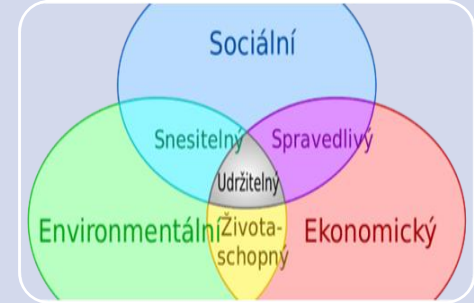 Sociální
Snesitelný
Spravedlivý
Udržitelný
Environmentální
Života-
schopný
Ekonomický